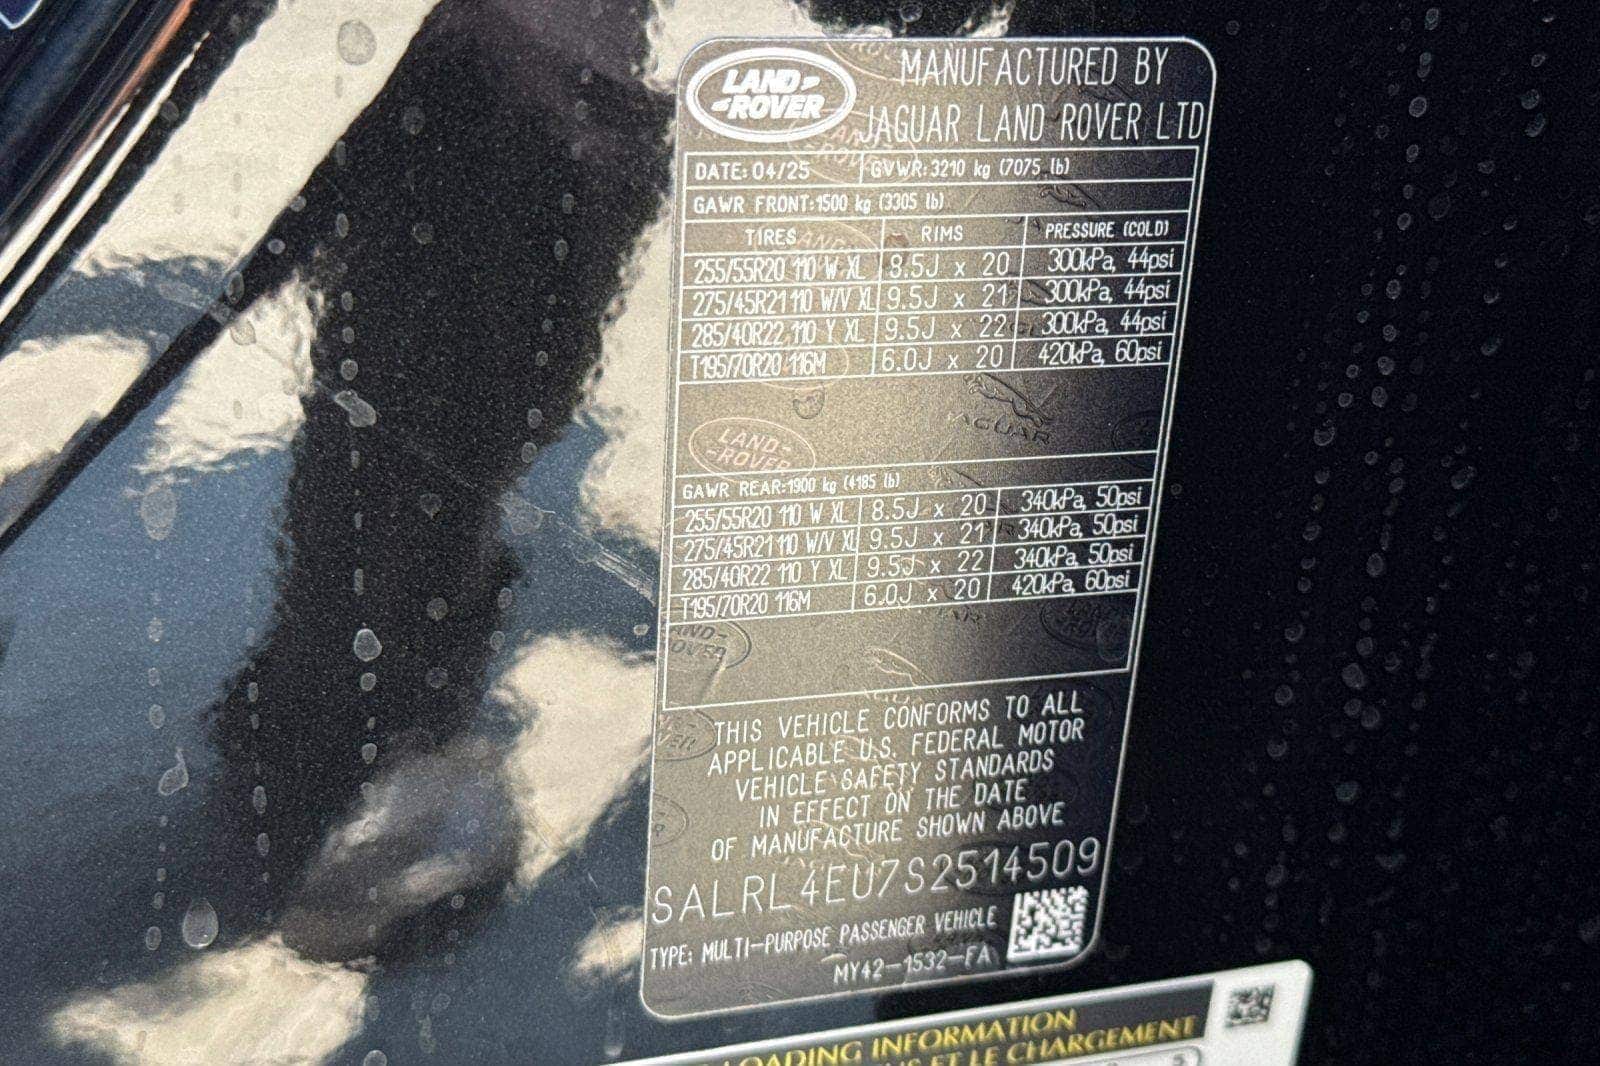 LAND ROVER
MANUFACTURED BY
JAGUAR LAND ROVER LTD
DATE: 04/25 GVWR: 3210 kg (7075 lb)
GAWR FRONT: 1500 kg (3305 lb)
TIRES RIMS PRESSURE (COLD)
255/55R20 110 W XL 8.5J x 20 300kPa, 44psi
275/45R21 110 W/V XL 9.5J x 21 300kPa, 44psi
285/40R22 110 Y XL 9.5J x 22 300kPa, 44psi
T195/70R20 116M 6.0J x 20 420kPa, 60psi
JAGUAR
LAND-
-ROVER
GAWR REAR: 1900 kg (4185 lb)
255/55R20 110 W XL 8.5J x 20 340kPa, 50psi
275/45R21 110 W/V XL 9.5J x 21 340kPa, 50psi
285/40R22 110 Y XL 9.5J x 22 340kPa, 50psi
T195/70R20 116M 6.0J x 20 420kPa, 60psi
THIS VEHICLE CONFORMS TO ALL
APPLICABLE U.S. FEDERAL MOTOR
VEHICLE SAFETY STANDARDS
IN EFFECT ON THE DATE
OF MANUFACTURE SHOWN ABOVE
SALRL4EU7S2514509
TYPE: MULTI-PURPOSE PASSENGER VEHICLE
MY42-1532-FA
LOADING INFORMATION
ET LE CHARGEMENT